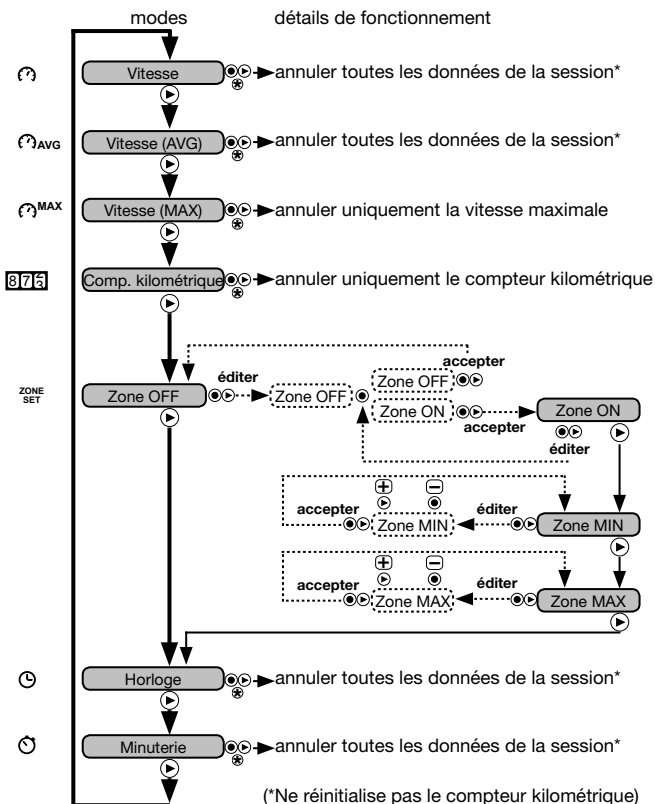 modes détails de fonctionnement
Vitesse annuler toutes les données de la session*
AVG Vitesse (AVG) annuler toutes les données de la session*
MAX Vitesse (MAX) annuler uniquement la vitesse maximale
Comp. kilométrique annuler uniquement le compteur kilométrique
accepter
ZONE
SET
Zone OFF éditer Zone OFF Zone OFF
Zone ON accepter Zone ON
éditer
+ −
accepter Zone MIN éditer Zone MIN
+ −
accepter Zone MAX éditer Zone MAX
Horloge annuler toutes les données de la session*
Minuterie annuler toutes les données de la session*
(*Ne réinitialise pas le compteur kilométrique)